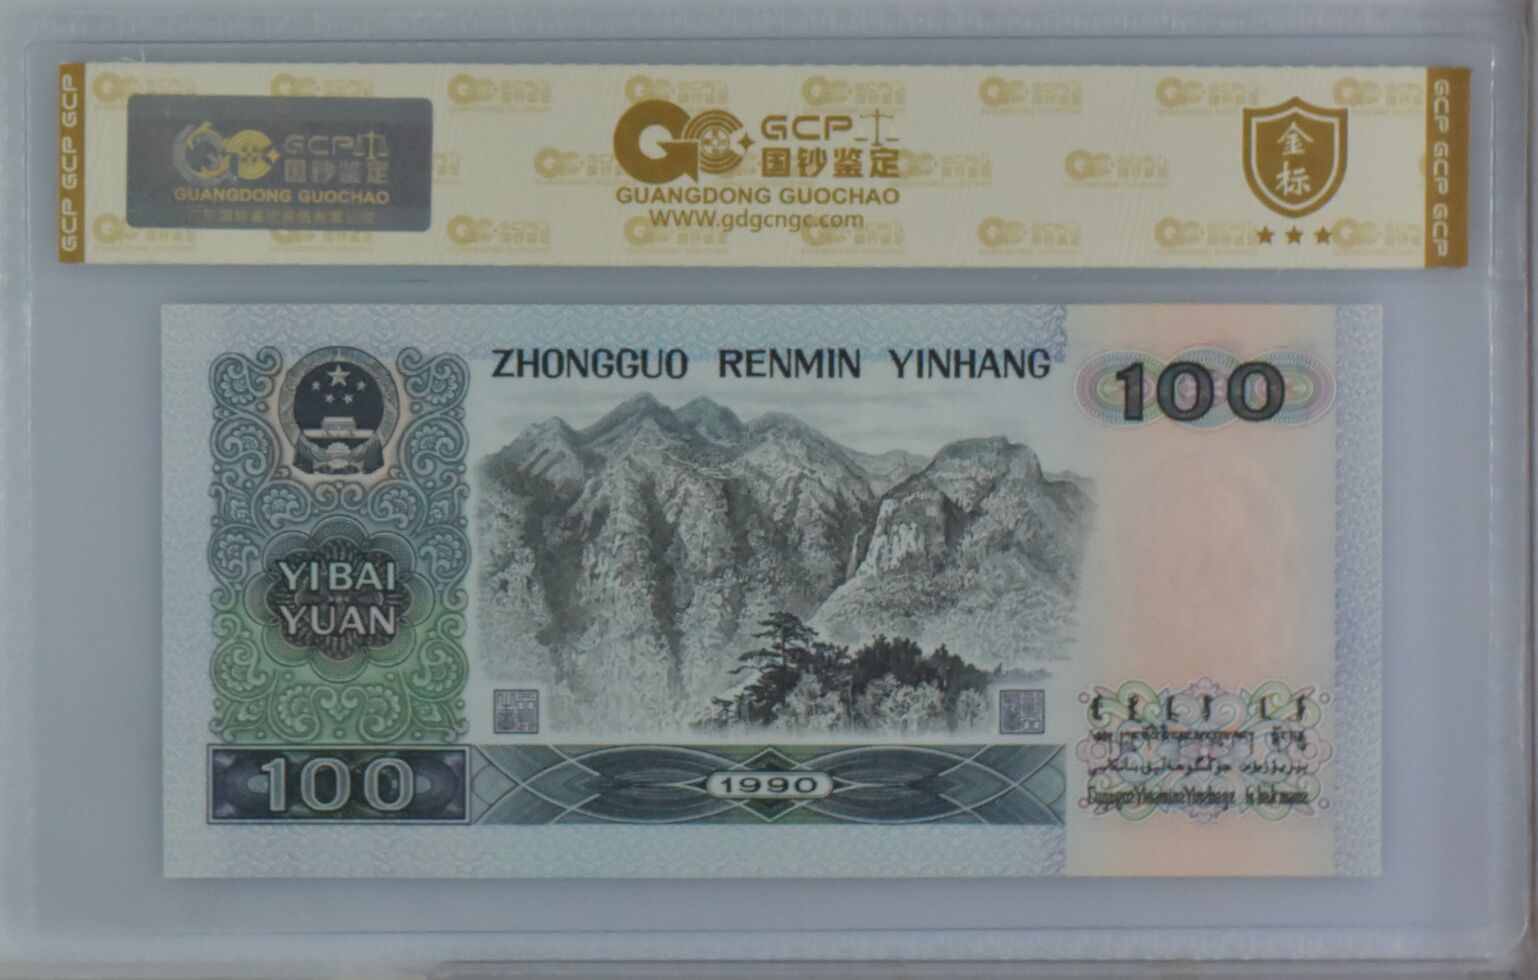 GCP GCP GCP
GCP
国钞鉴定
GUANGDONG GUOCHAO
GCP
国钞鉴定
GUANGDONG GUOCHAO
WWW.gdgcngc.com
金标
GCP GCP GCP
ZHONGGUO RENMIN YINHANG
100
YIBAI
YUAN
100
1990